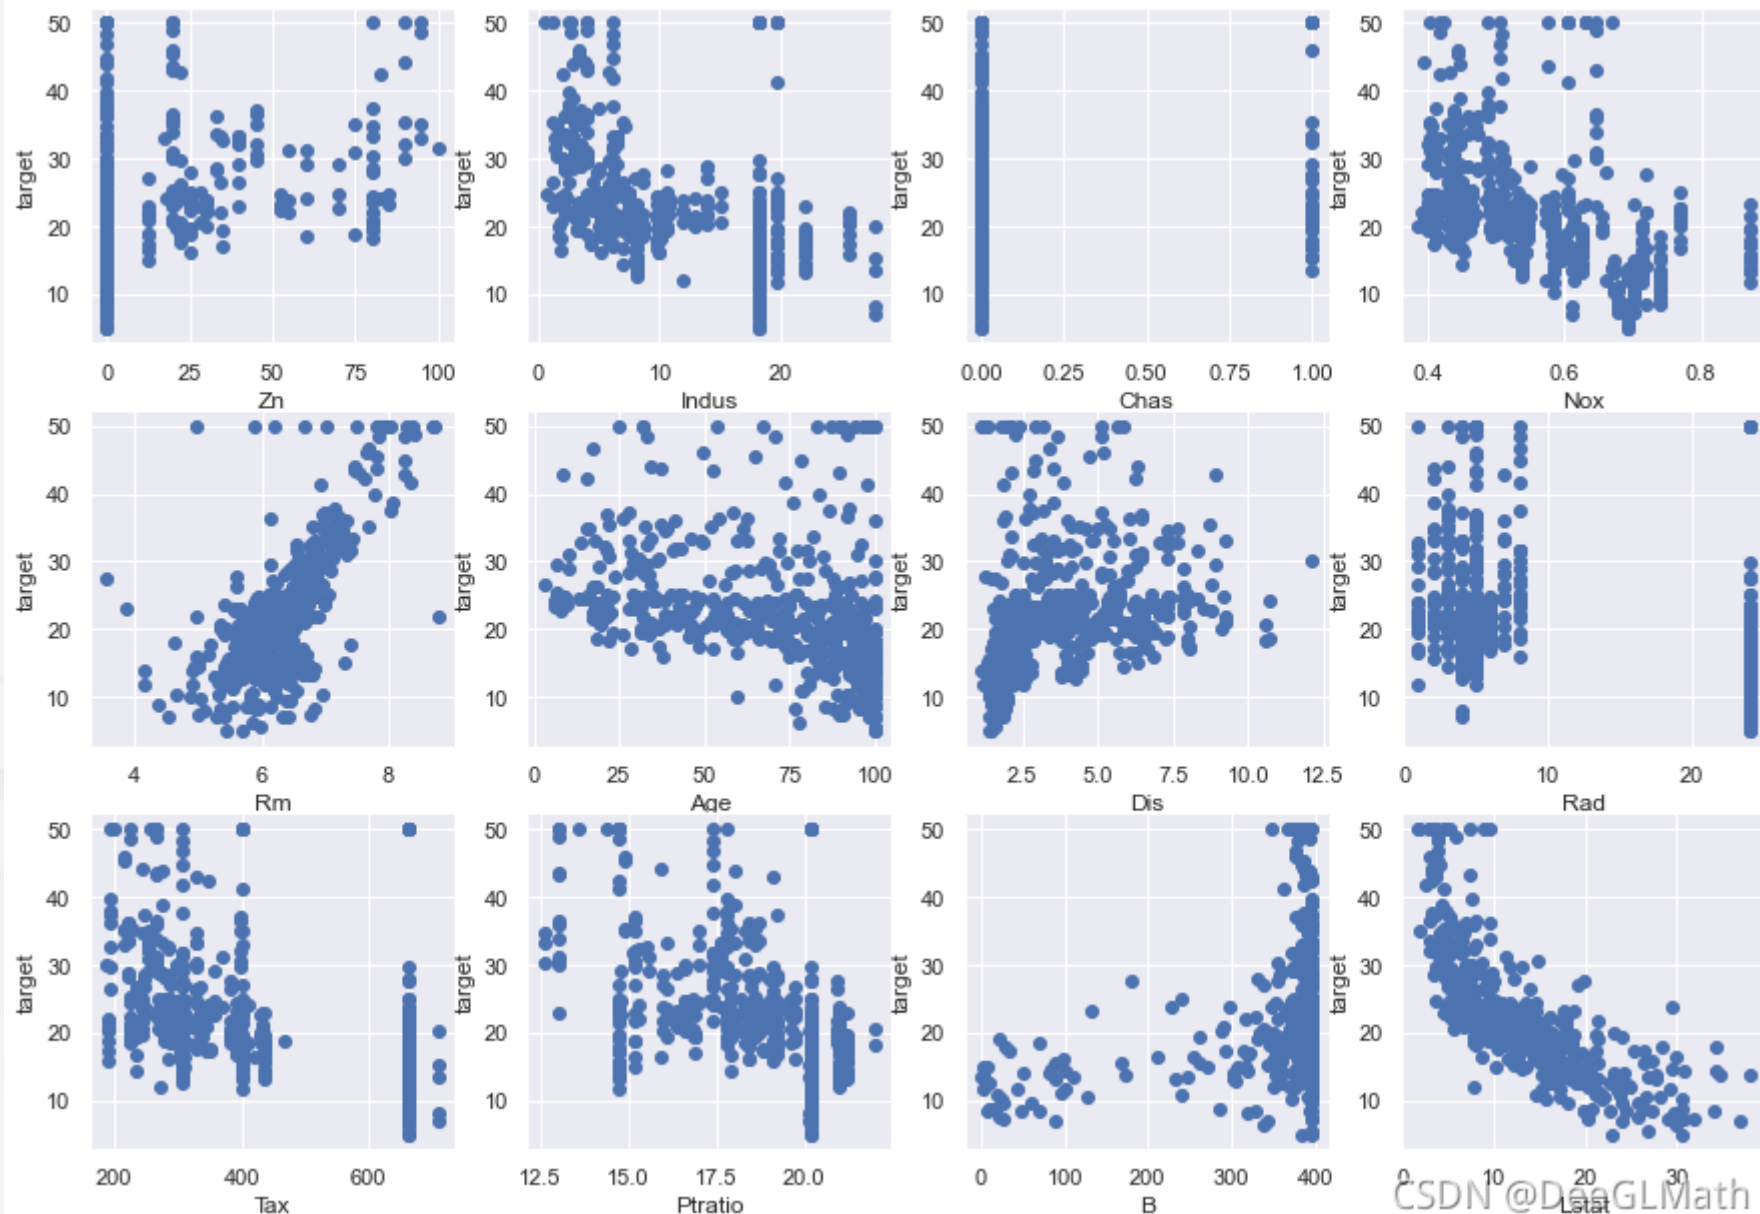 50 50 50 50
40 40 40 40
target target target target
30 30 30 30
20 20 20 20
10 10 10 10
0 25 50 75 100 0 10 20 0.00 0.25 0.50 0.75 1.00 0.4 0.6 0.8
Zn Indus Chas Nox
50 50 50 50
40 40 40 40
target target target target
30 30 30 30
20 20 20 20
10 10 10 10
4 6 8 0 25 50 75 100 2.5 5.0 7.5 10.0 12.5 0 10 20
Rm Age Dis Rad
50 50 50 50
40 40 40 40
target target target target
30 30 30 30
20 20 20 20
10 10 10 10
200 400 600 12.5 15.0 17.5 20.0 0 100 200 300 400 0 10 20 30
Tax Ptratio B Lstat
CSDN @DeeGLMath